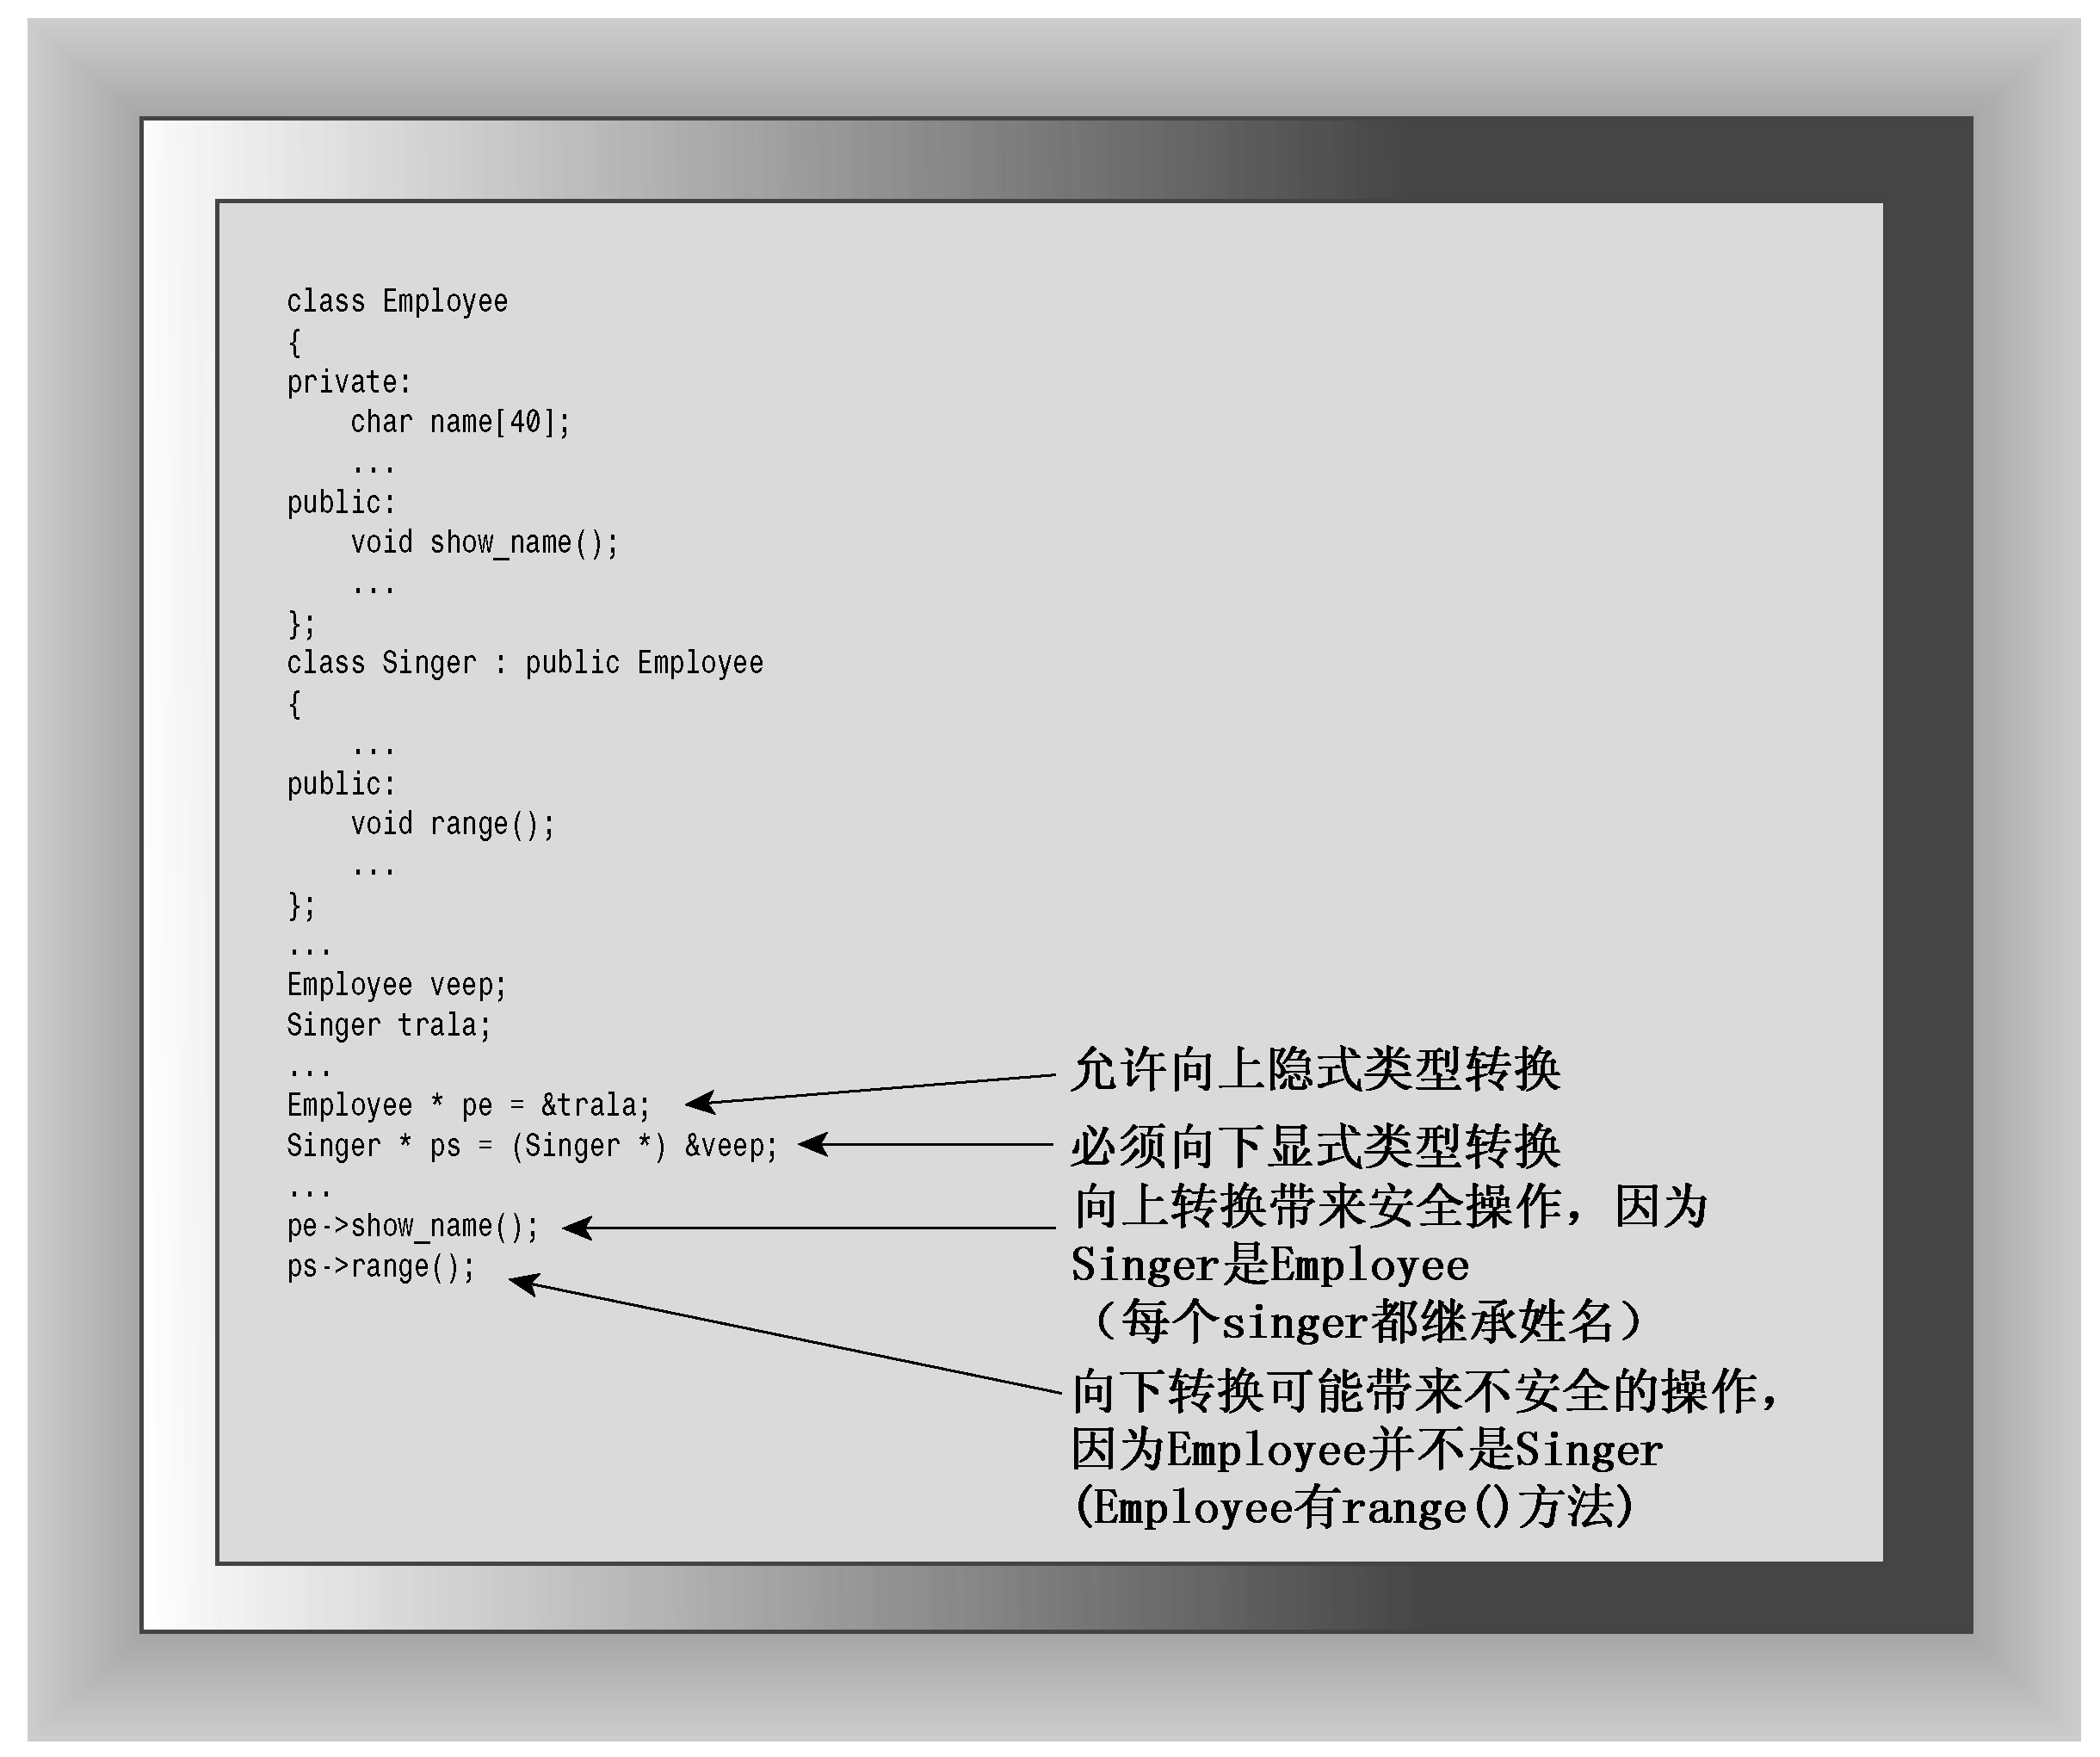 class Employee
{
private:
    char name[40];
    ...
public:
    void show_name();
    ...
};
class Singer : public Employee
{
    ...
public:
    void range();
    ...
};
...
Employee veep;
Singer trala;
...
Employee * pe = &trala;
Singer * ps = (Singer *) &veep;
...
pe->show_name();
ps->range();
允许向上隐式类型转换
必须向下显式类型转换
向上转换带来安全操作，因为
Singer是Employee
（每个singer都继承姓名）
向下转换可能带来不安全的操作，
因为Employee并不是Singer
(Employee有range()方法)